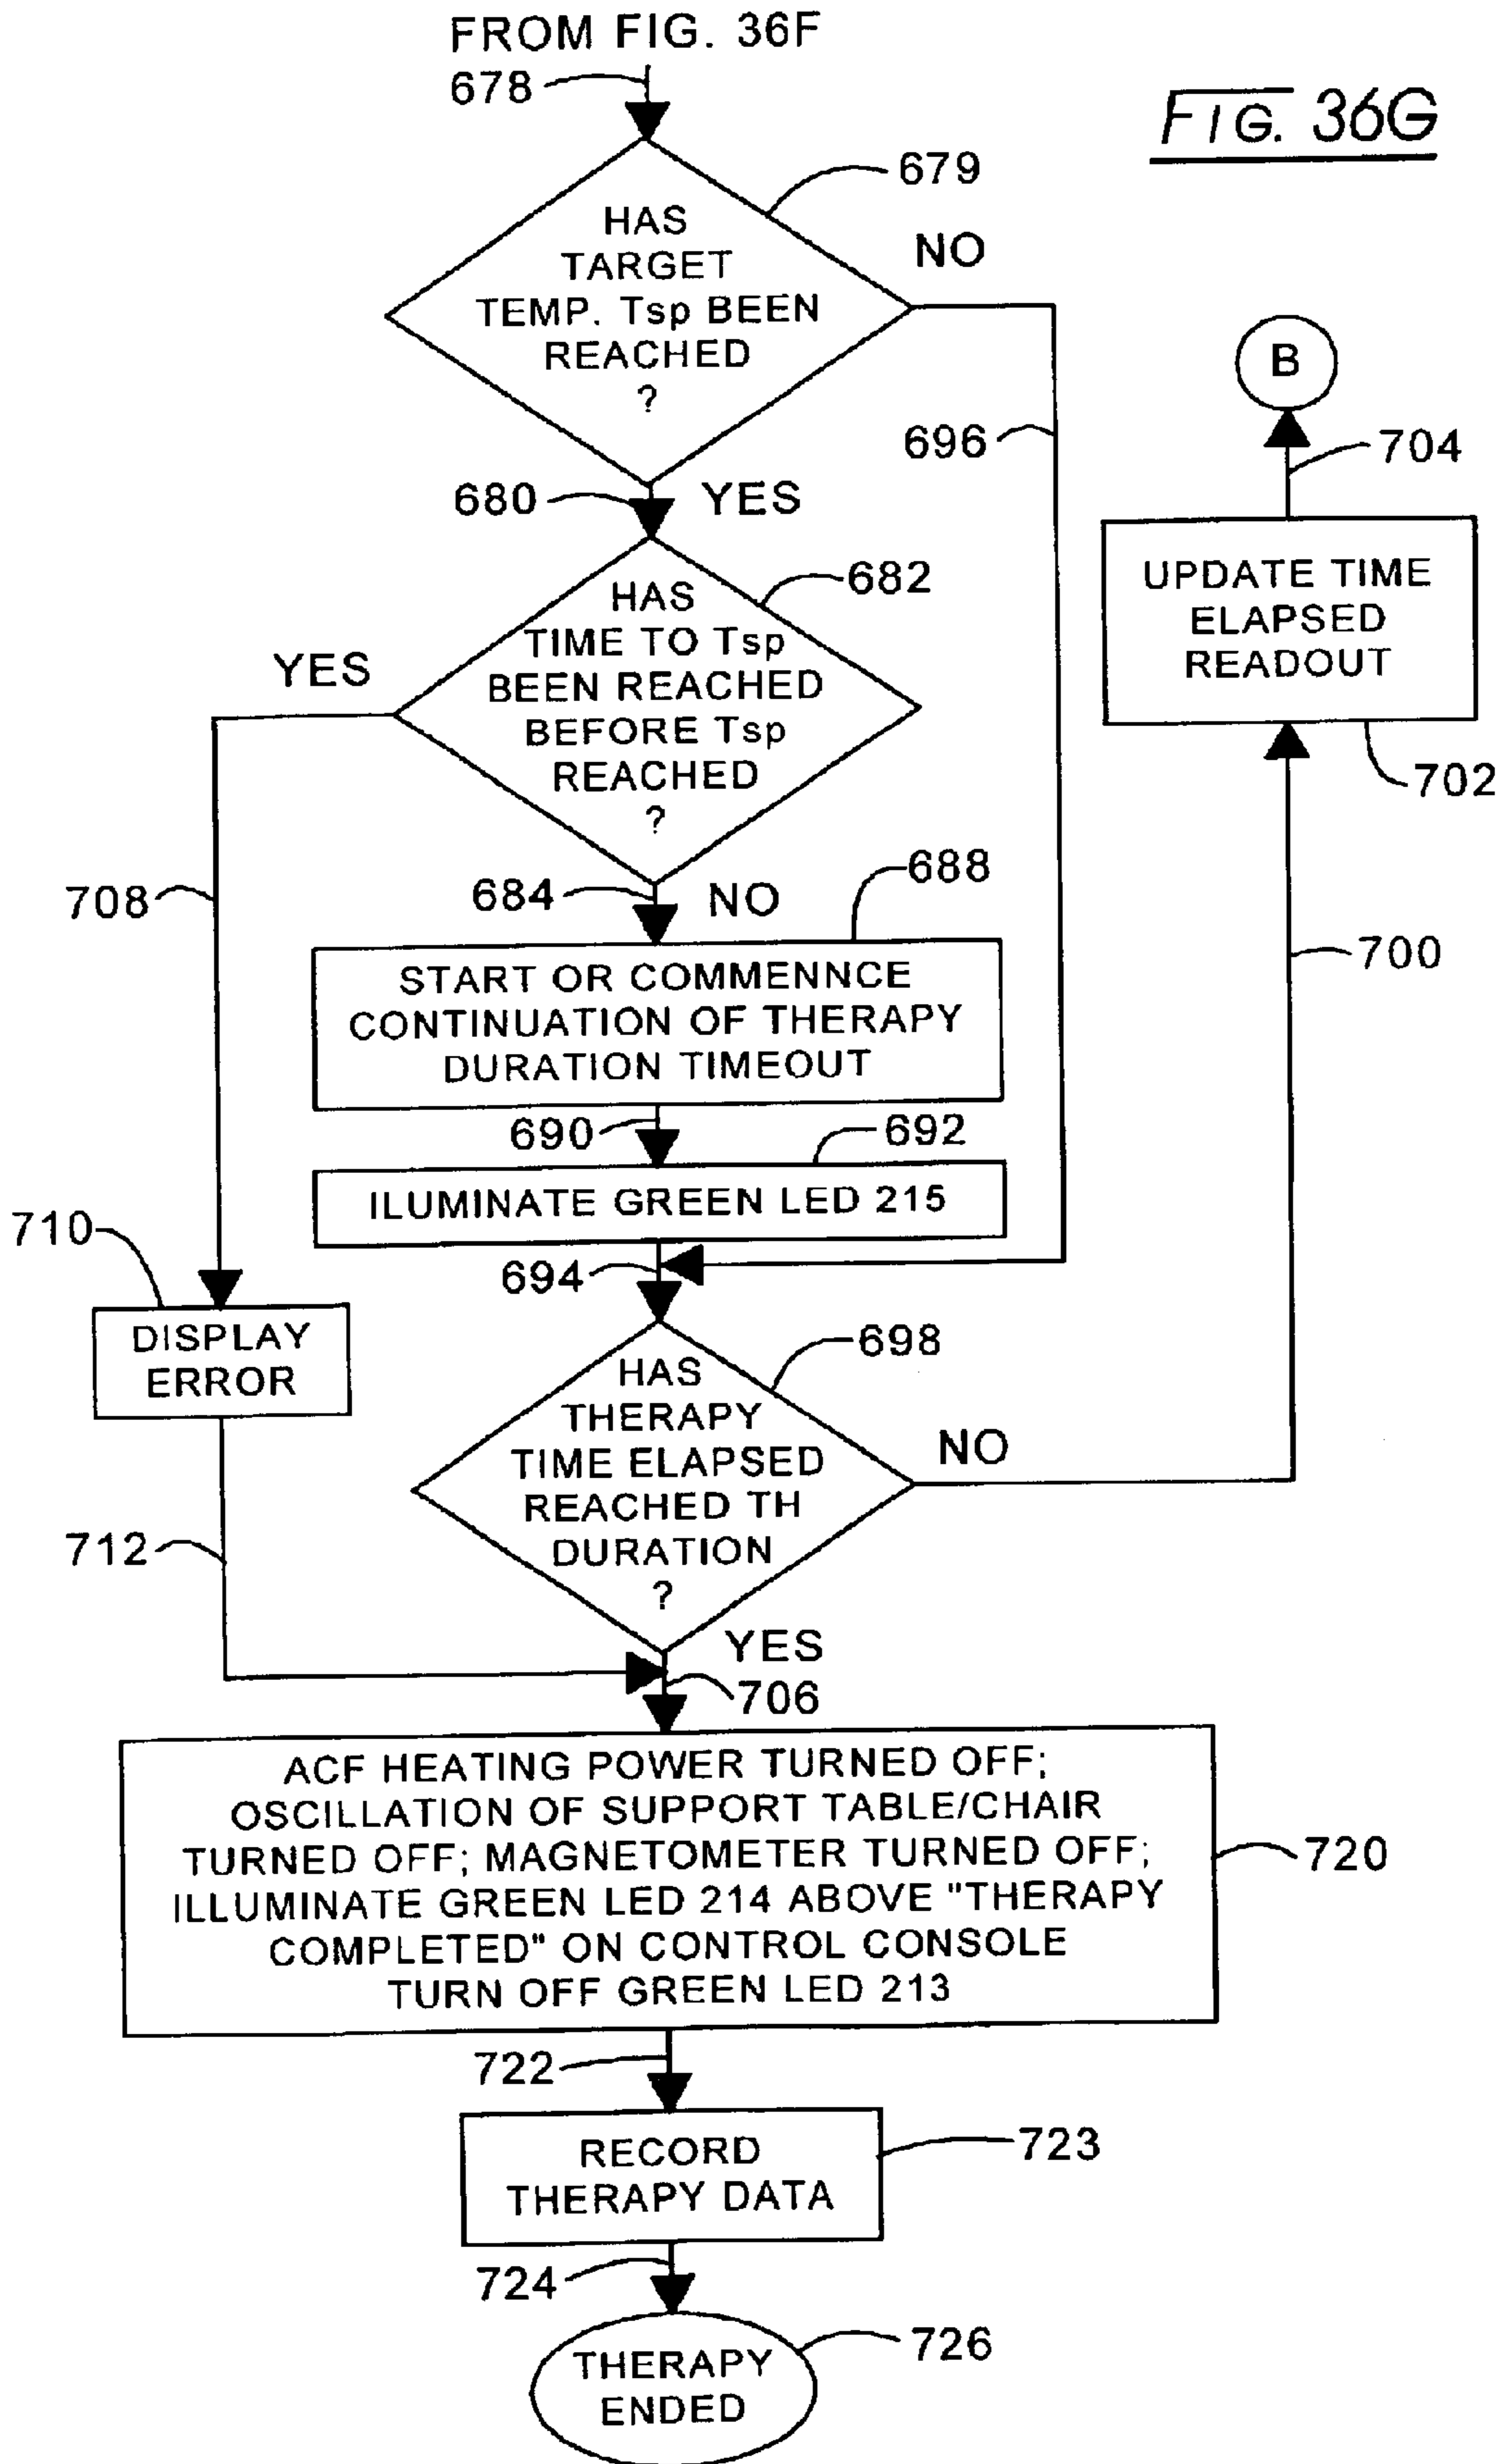 FROM FIG. 36F
678
FIG. 36G
679
HAS
TARGET
TEMP. Tsp BEEN
REACHED
?
NO
B
696
704
680
YES
UPDATE TIME
ELAPSED
READOUT
702
682
HAS
TIME TO Tsp
BEEN REACHED
BEFORE Tsp
REACHED
?
YES
708
684
NO
688
700
START OR COMMENNCE
CONTINUATION OF THERAPY
DURATION TIMEOUT
690
692
ILUMINATE GREEN LED 215
710
694
DISPLAY
ERROR
698
HAS
THERAPY
TIME ELAPSED
REACHED TH
DURATION
?
NO
712
YES
706
ACF HEATING POWER TURNED OFF;
OSCILLATION OF SUPPORT TABLE/CHAIR
TURNED OFF; MAGNETOMETER TURNED OFF;
ILLUMINATE GREEN LED 214 ABOVE "THERAPY
COMPLETED" ON CONTROL CONSOLE
TURN OFF GREEN LED 213
720
722
RECORD
THERAPY DATA
723
724
THERAPY
ENDED
726